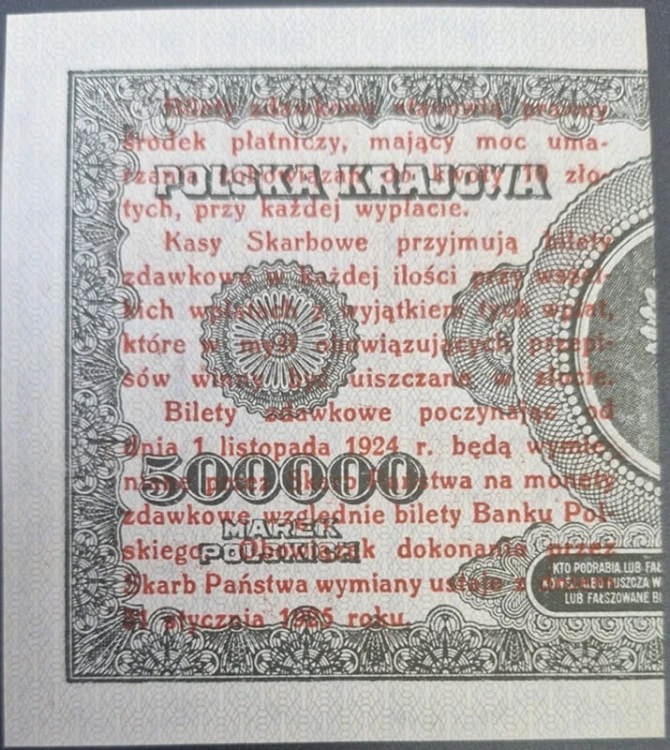 Bilety zdawkowe stanowią prawny
środek płatniczy, mający moc uma-
rzania zobowiązań do kwoty 10 zło-
tych, przy każdej wypłacie.
Kasy Skarbowe przyjmują bilety
zdawkowe w każdej ilości przy wszel-
kich wpłatach z wyjątkiem tych wpłat,
które w myśl obowiązujących przepi-
sów winny być uiszczane w złocie.
Bilety zdawkowe poczynając od
dnia 1 listopada 1924 r. będą wymie-
niane przez Skarb Państwa na monety
zdawkowe względnie bilety Banku Pol-
skiego. Obowiązek dokonania przez
Skarb Państwa wymiany ustaje z dniem
31 stycznia 1925 roku.
POLSKA KRAJOWA
500000
MAREK
POLSKICH
KTO PODRABIA LUB FAŁ
PUSZCZA W
LUB FAŁSZOWANE BI